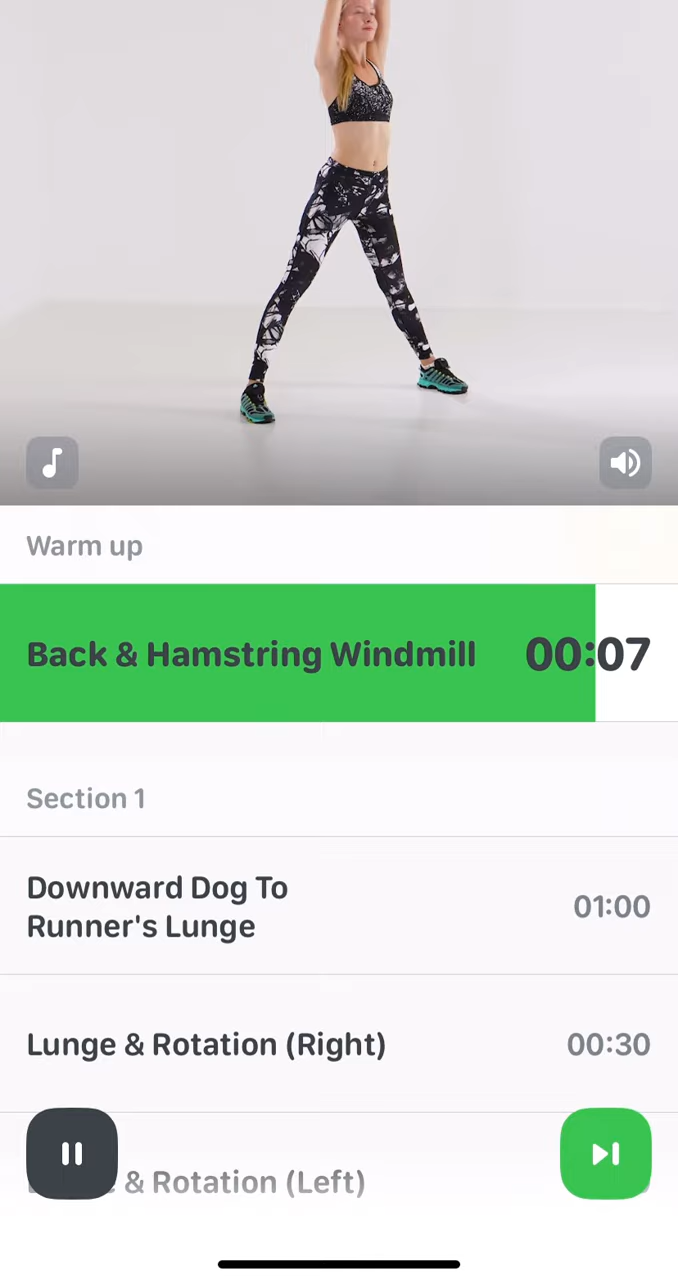 Warm up
Back & Hamstring Windmill 00:07
Section 1
Downward Dog To
Runner's Lunge
01:00
Lunge & Rotation (Right) 00:30
& Rotation (Left)